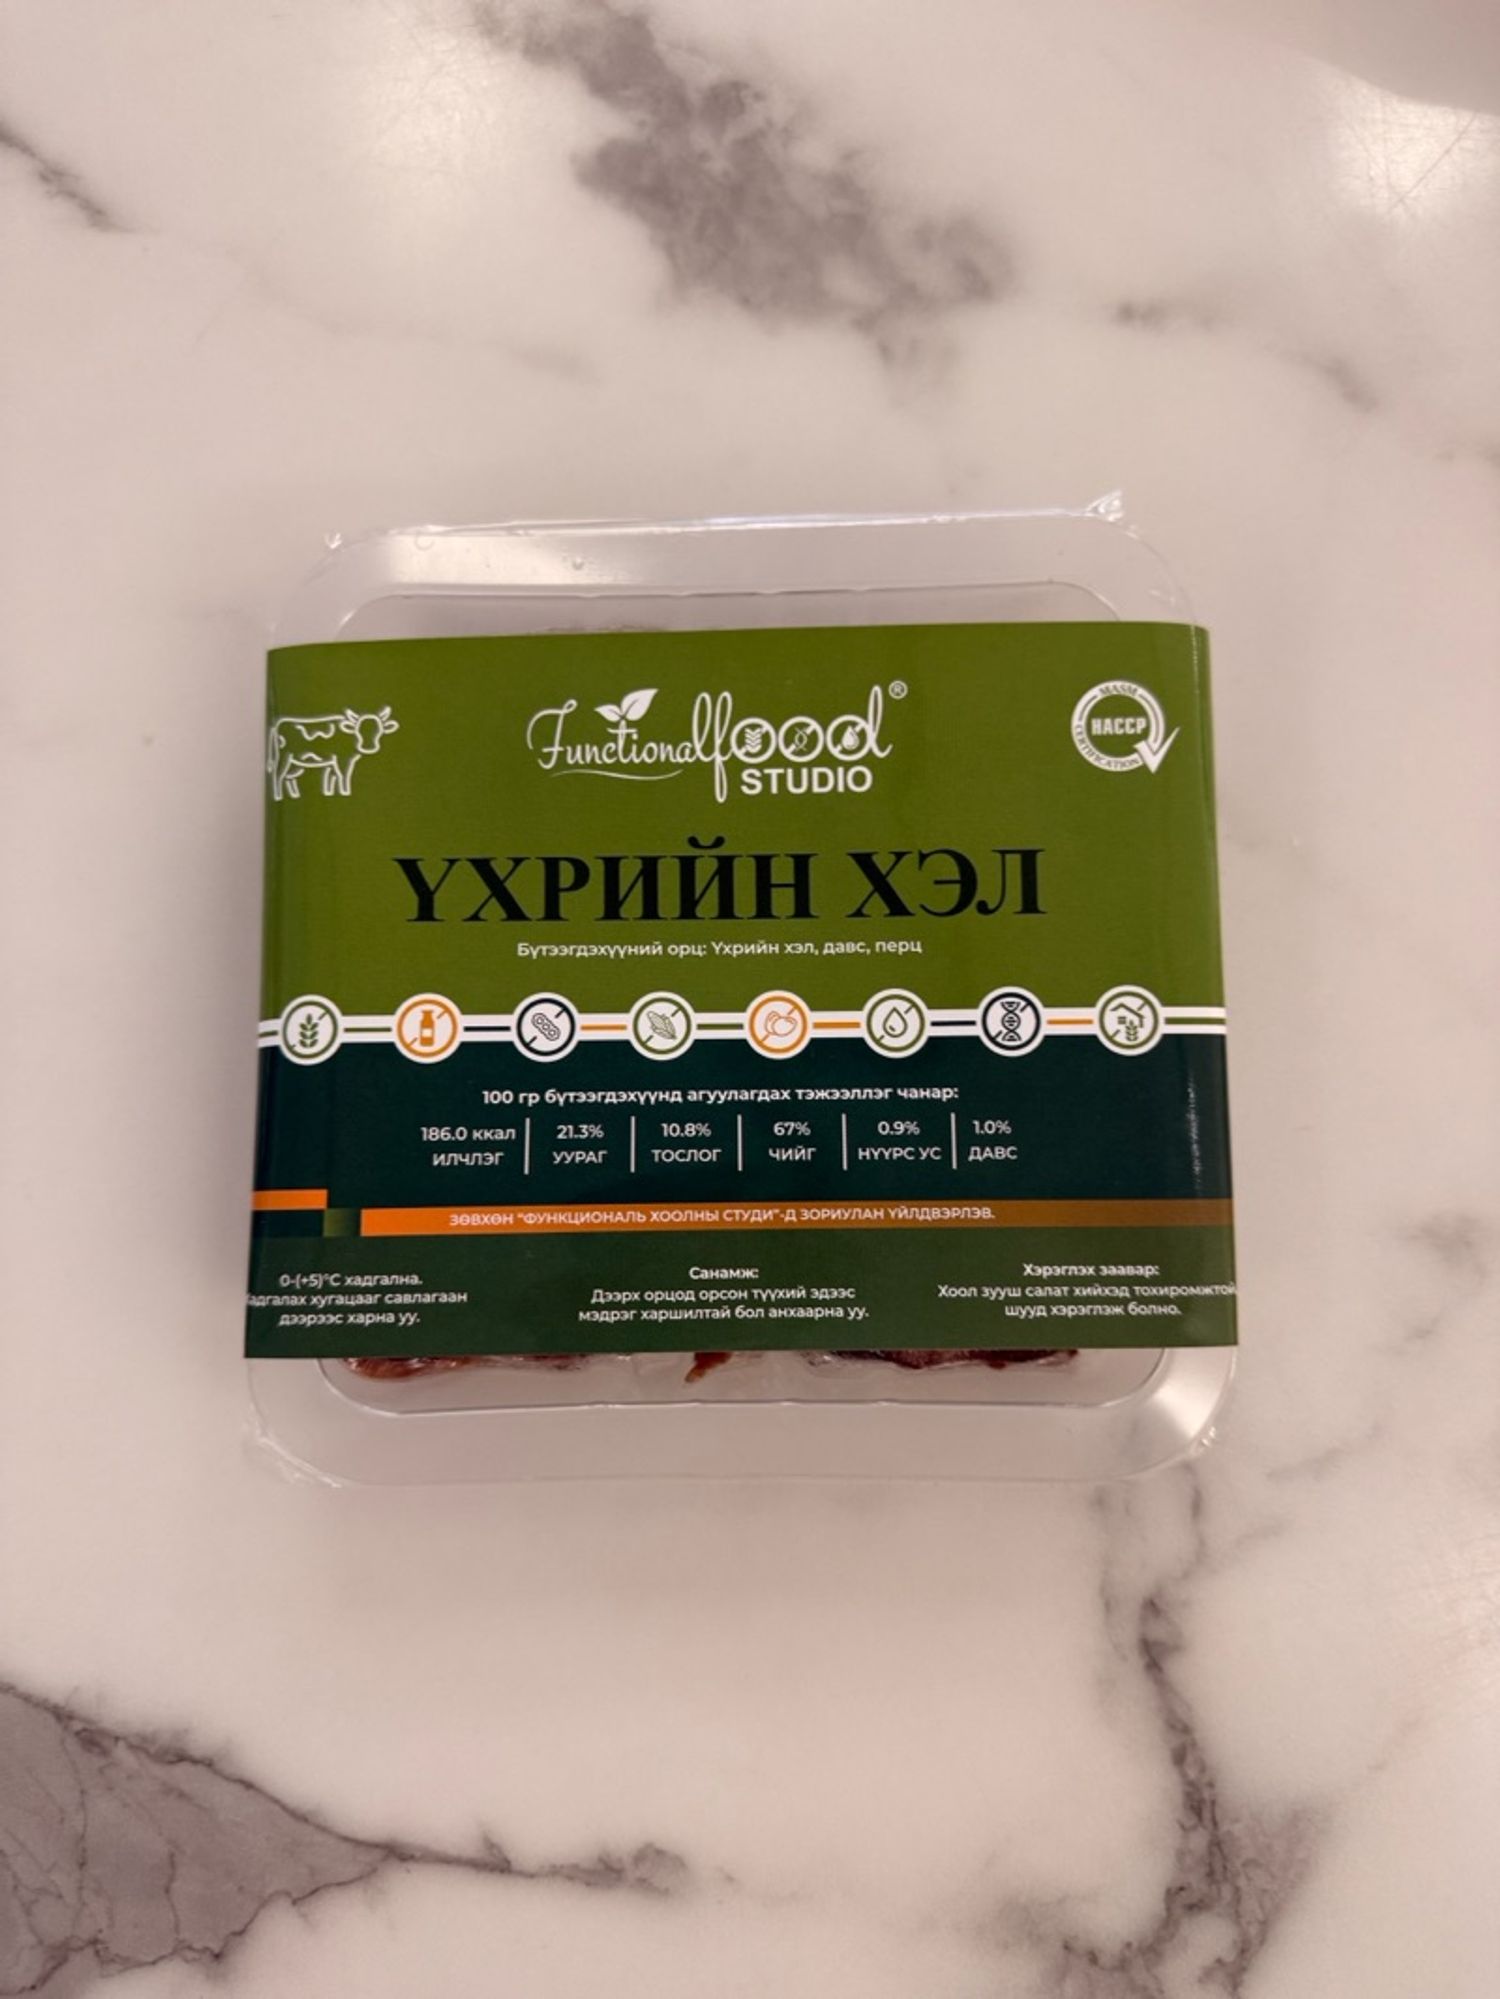 Functionalfood®
STUDIO
MASM
HACCP
CERTIFICATION
ҮХРИЙН ХЭЛ
Бүтээгдэхүүний орц: Үхрийн хэл, давс, перц
100 гр бүтээгдэхүүнд агуулагдах тэжээллэг чанар:
186.0 ккал
ИЛЧЛЭГ
21.3%
УУРАГ
10.8%
ТОСЛОГ
67%
ЧИЙГ
0.9%
НҮҮРС УС
1.0%
ДАВС
ЗӨВХӨН "ФУНКЦИОНАЛЬ ХООЛНЫ СТУДИ"-Д ЗОРИУЛАН ҮЙЛДВЭРЛЭВ.
0-(+5)°C хадгална.
адгалах хугацааг савлагаан
дээрээс харна уу.
Санамж:
Дээрх орцод орсон түүхий эдээс
мэдрэг харшилтай бол анхаарна уу.
Хэрэглэх заавар:
Хоол зууш салат хийхэд тохиромжтой
шууд хэрэглэж болно.